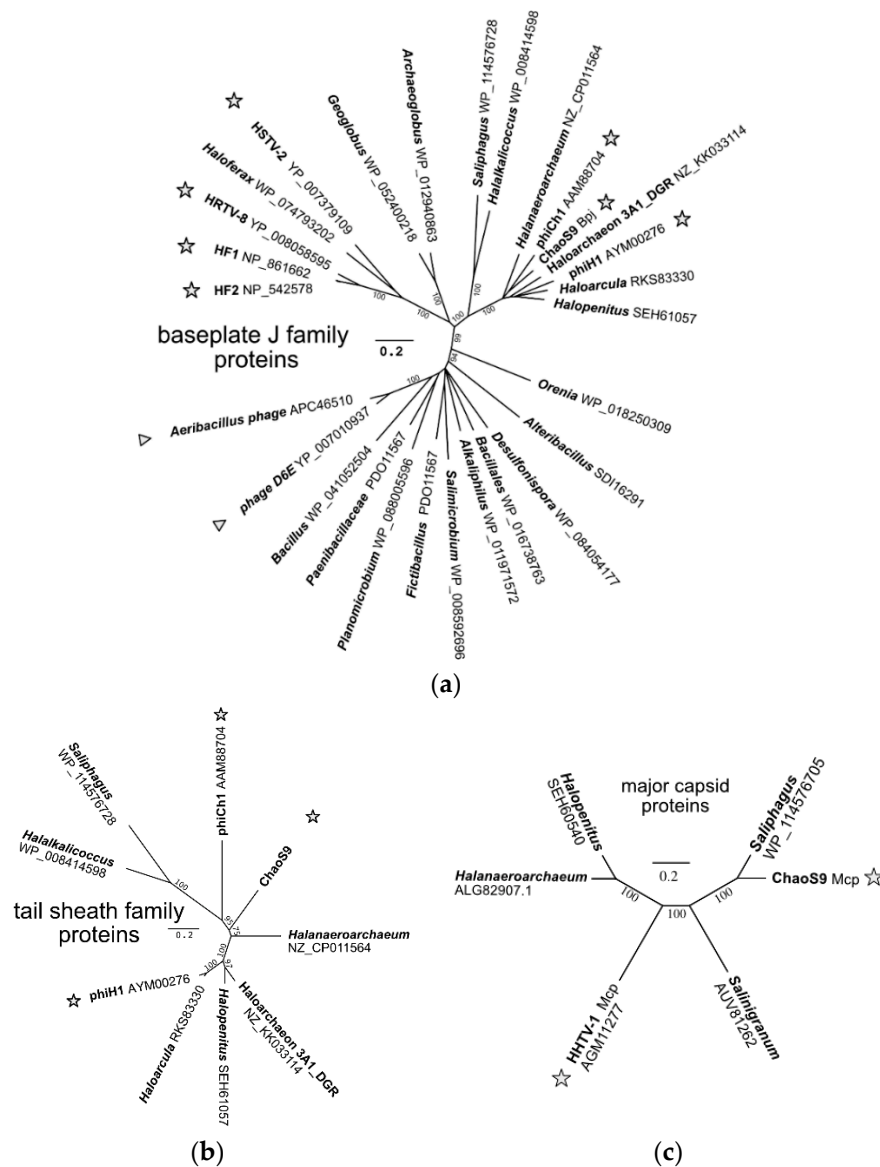 HSTV-2 YP_007379109
Haloferax WP_074793202
HRTV-8 YP_008058595
HF1 NP_861662
HF2 NP_542578
Geoglobus WP_052400218
Archaeoglobus WP_012940863
Saliphagus WP_114576728
Halalkalicoccus WP_008414598
Halanaeroarchaeum NZ_CP011564
phiCh1 AAM88704
ChaoS9 Bpj
Haloarchaeon 3A1_DGR NZ_KK033114
phiH1 AYM00276
Haloarcula RKS83330
Halopenitus SEH61057
100
100
100
100
100
100
99
94
100
baseplate J family
proteins
0.2
Orenia WP_018250309
Alteribacillus SDI16291
Desulfonispora WP_084054177
Bacillales WP_016738763
Alkaliphilus WP_011971572
Salimicrobium WP_008592696
Fictibacillus PDO11567
Planomicrobium WP_088005596
Paenibacillaceae PDO11567
Bacillus WP_041052504
phage D6E YP_007010937
Aeribacillus phage APC46510
(a)
Saliphagus
WP_114576728
Halalkalicoccus
WP_008414598
phiCh1 AAM88704
ChaoS9
Halanaeroarchaeum
NZ_CP011564
Haloarchaeon 3A1_DGR
NZ_KK033114
Halopenitus SEH61057
Haloarcula RKS83330
phiH1 AYM00276
100
95
75
100
100
97
tail sheath family
proteins
0.2
(b)
major capsid
proteins
0.2
Halopenitus
SEH60540
Halanaeroarchaeum
ALG82907.1
Saliphagus
WP_114576705
ChaoS9 Mcp
Salinigranum
AUV81262
HHTV-1 Mcp
AGM11277
100
100
100
(c)